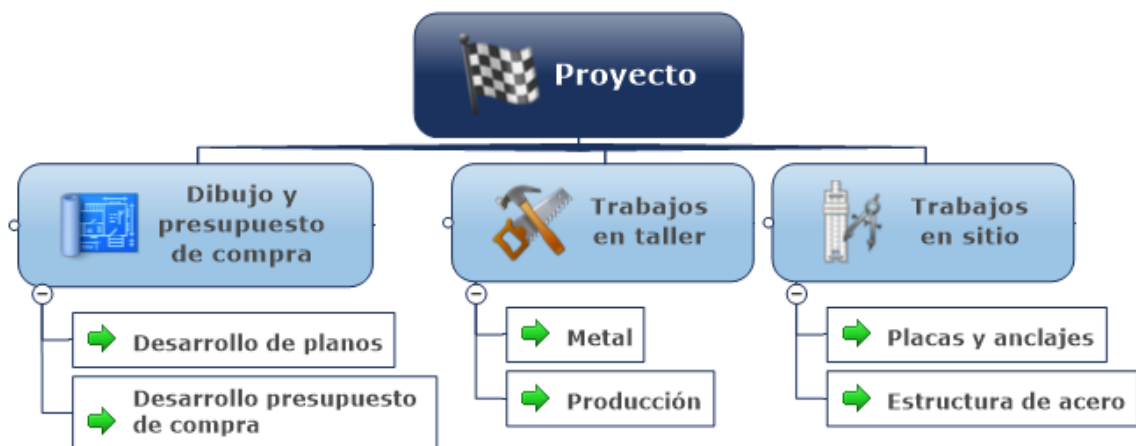 Proyecto
Dibujo y
presupuesto
de compra
Trabajos
en taller
Trabajos
en sitio
Desarrollo de planos
Desarrollo presupuesto
de compra
Metal
Producción
Placas y anclajes
Estructura de acero